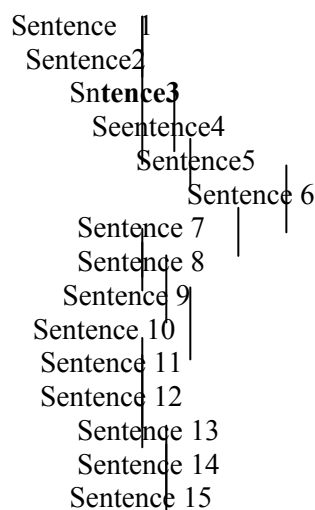 Sentence 1
Sentence2
Sntence3
Seentence4
Sentence5
Sentence 6
Sentence 7
Sentence 8
Sentence 9
Sentence 10
Sentence 11
Sentence 12
Sentence 13
Sentence 14
Sentence 15